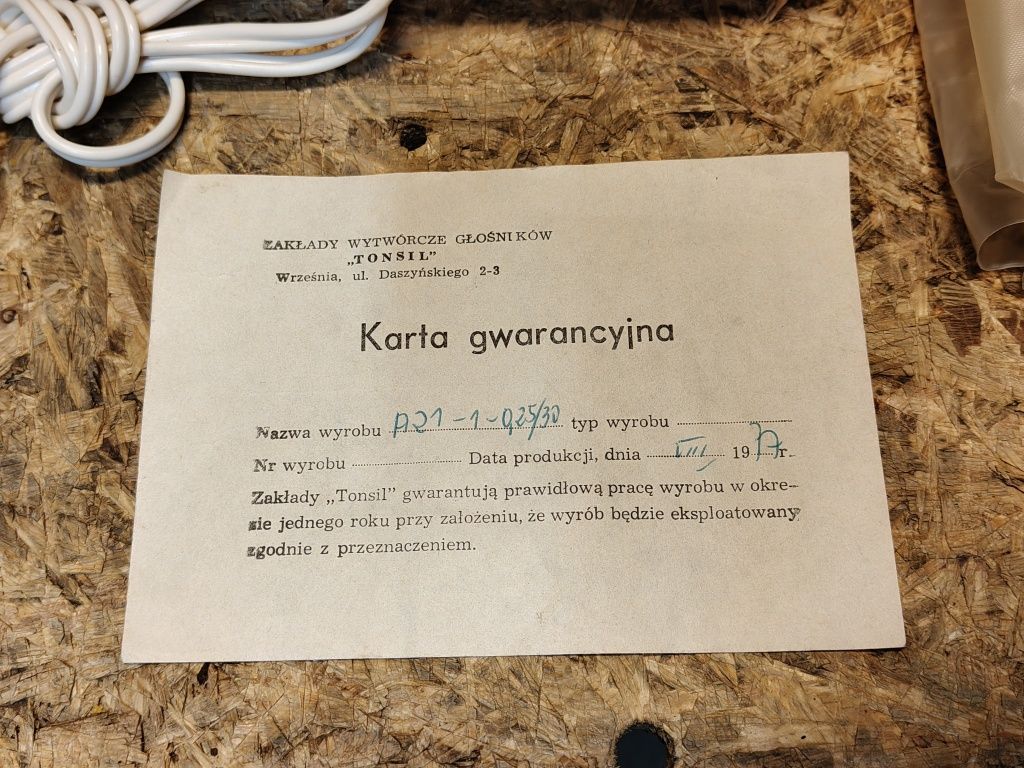 ZAKŁADY WYTWÓRCZE GŁOŚNIKÓW
„TONSIL”
Września, ul. Daszyńskiego 2-3
Karta gwarancyjna
Nazwa wyrobu A21-1-0,25/30 typ wyrobu
Nr wyrobu Data produkcji, dnia VIII 1977 r.
Zakłady „Tonsil” gwarantują prawidłową pracę wyrobu w okre-
sie jednego roku przy założeniu, że wyrób będzie eksploatowany
zgodnie z przeznaczeniem.